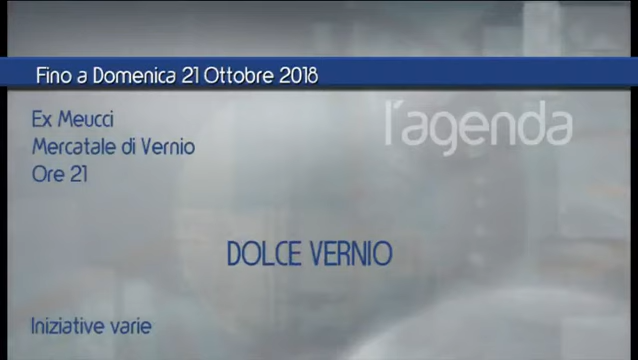 Fino a Domenica 21 Ottobre 2018
l'agenda
Ex Meucci
Mercatale di Vernio
Ore 21
DOLCE VERNIO
Iniziative varie